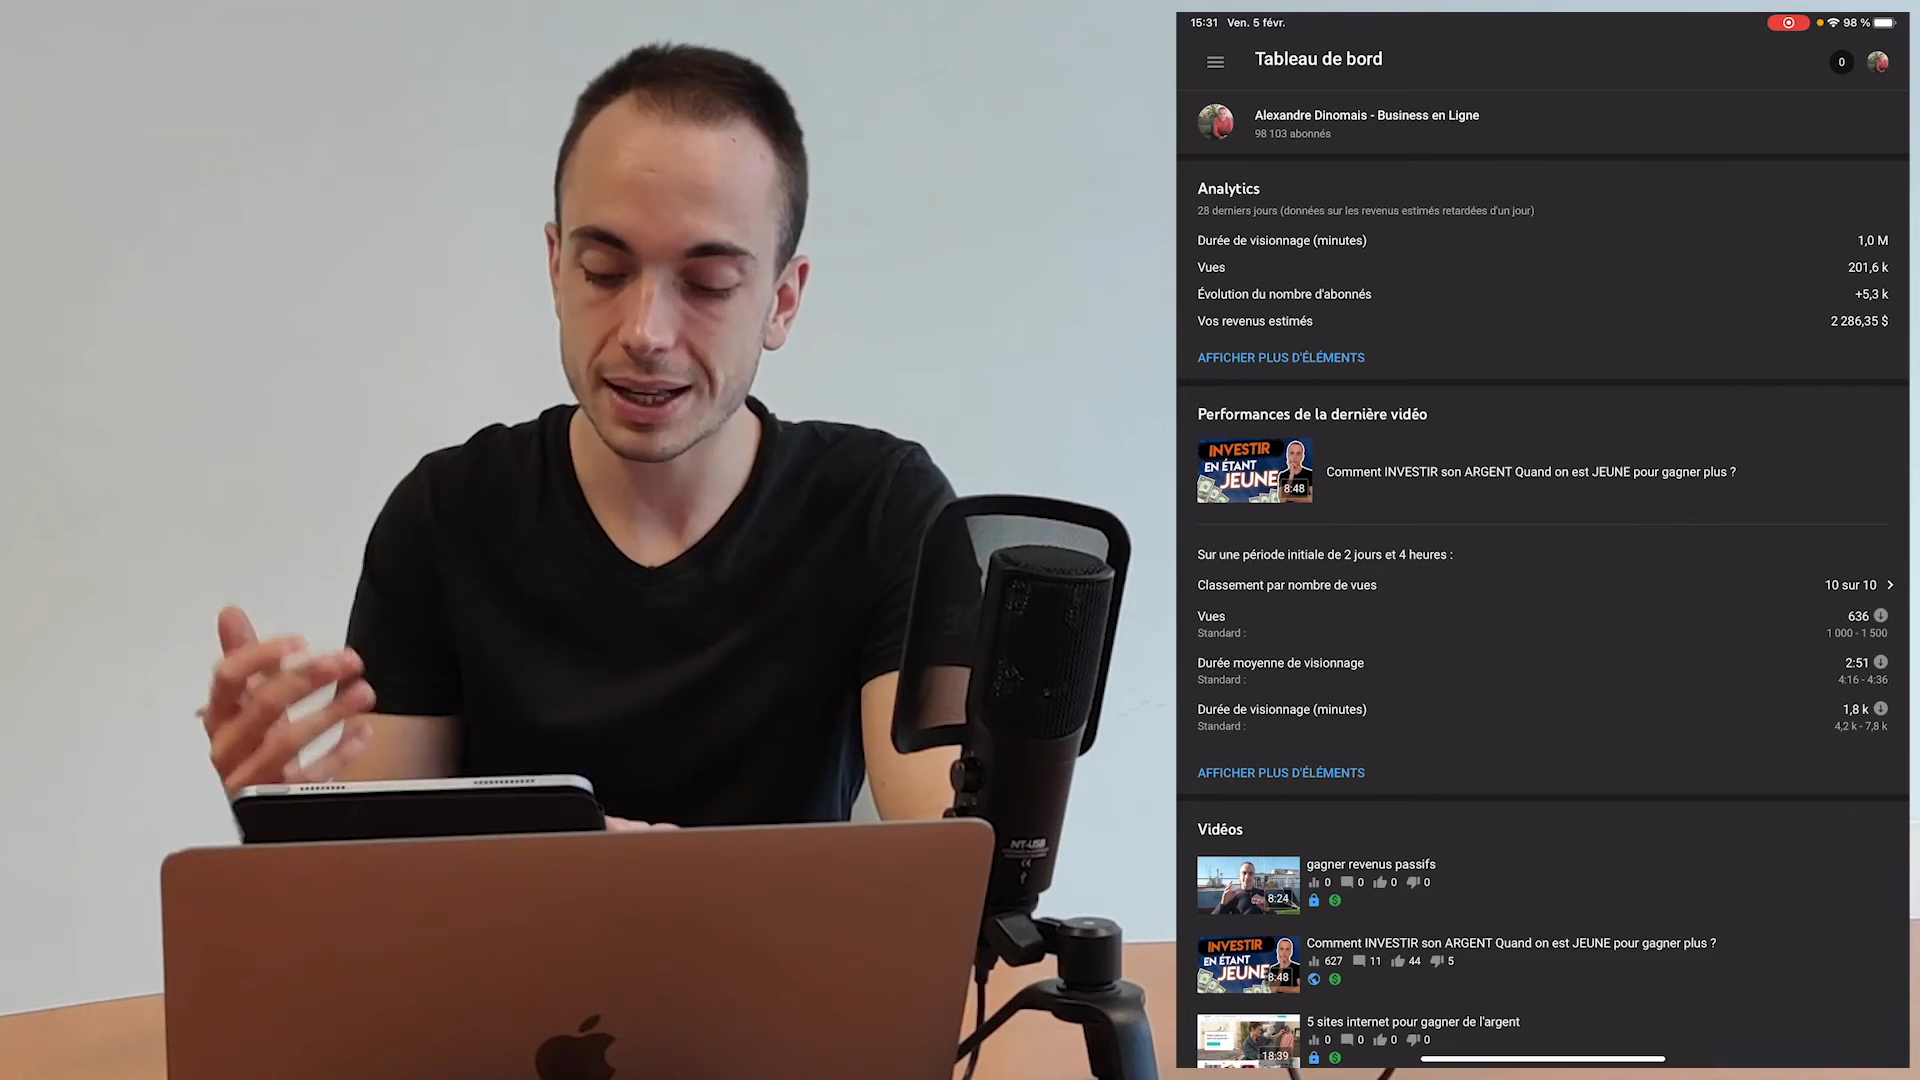 15:31 Ven. 5 févr.
98 %
Tableau de bord
0
Alexandre Dinomais - Business en Ligne
98 103 abonnés
Analytics
28 derniers jours (données sur les revenus estimés retardées d'un jour)
Durée de visionnage (minutes) 1,0 M
Vues 201,6 k
Évolution du nombre d'abonnés +5,3 k
Vos revenus estimés 2 286,35 $
AFFICHER PLUS D'ÉLÉMENTS
Performances de la dernière vidéo
INVESTIR
EN ÉTANT
JEUNE
8:48
Comment INVESTIR son ARGENT Quand on est JEUNE pour gagner plus ?
Sur une période initiale de 2 jours et 4 heures :
Classement par nombre de vues 10 sur 10
Vues 636
Standard : 1 000 - 1 500
Durée moyenne de visionnage 2:51
Standard : 4:16 - 4:36
Durée de visionnage (minutes) 1,8 k
Standard : 4,2 k - 7,8 k
AFFICHER PLUS D'ÉLÉMENTS
Vidéos
gagner revenus passifs
0 0 0 0
8:24
Comment INVESTIR son ARGENT Quand on est JEUNE pour gagner plus ?
627 11 44 5
INVESTIR
EN ÉTANT
JEUNE
8:48
5 sites internet pour gagner de l'argent
0 0 0 0
18:39
NT-USB